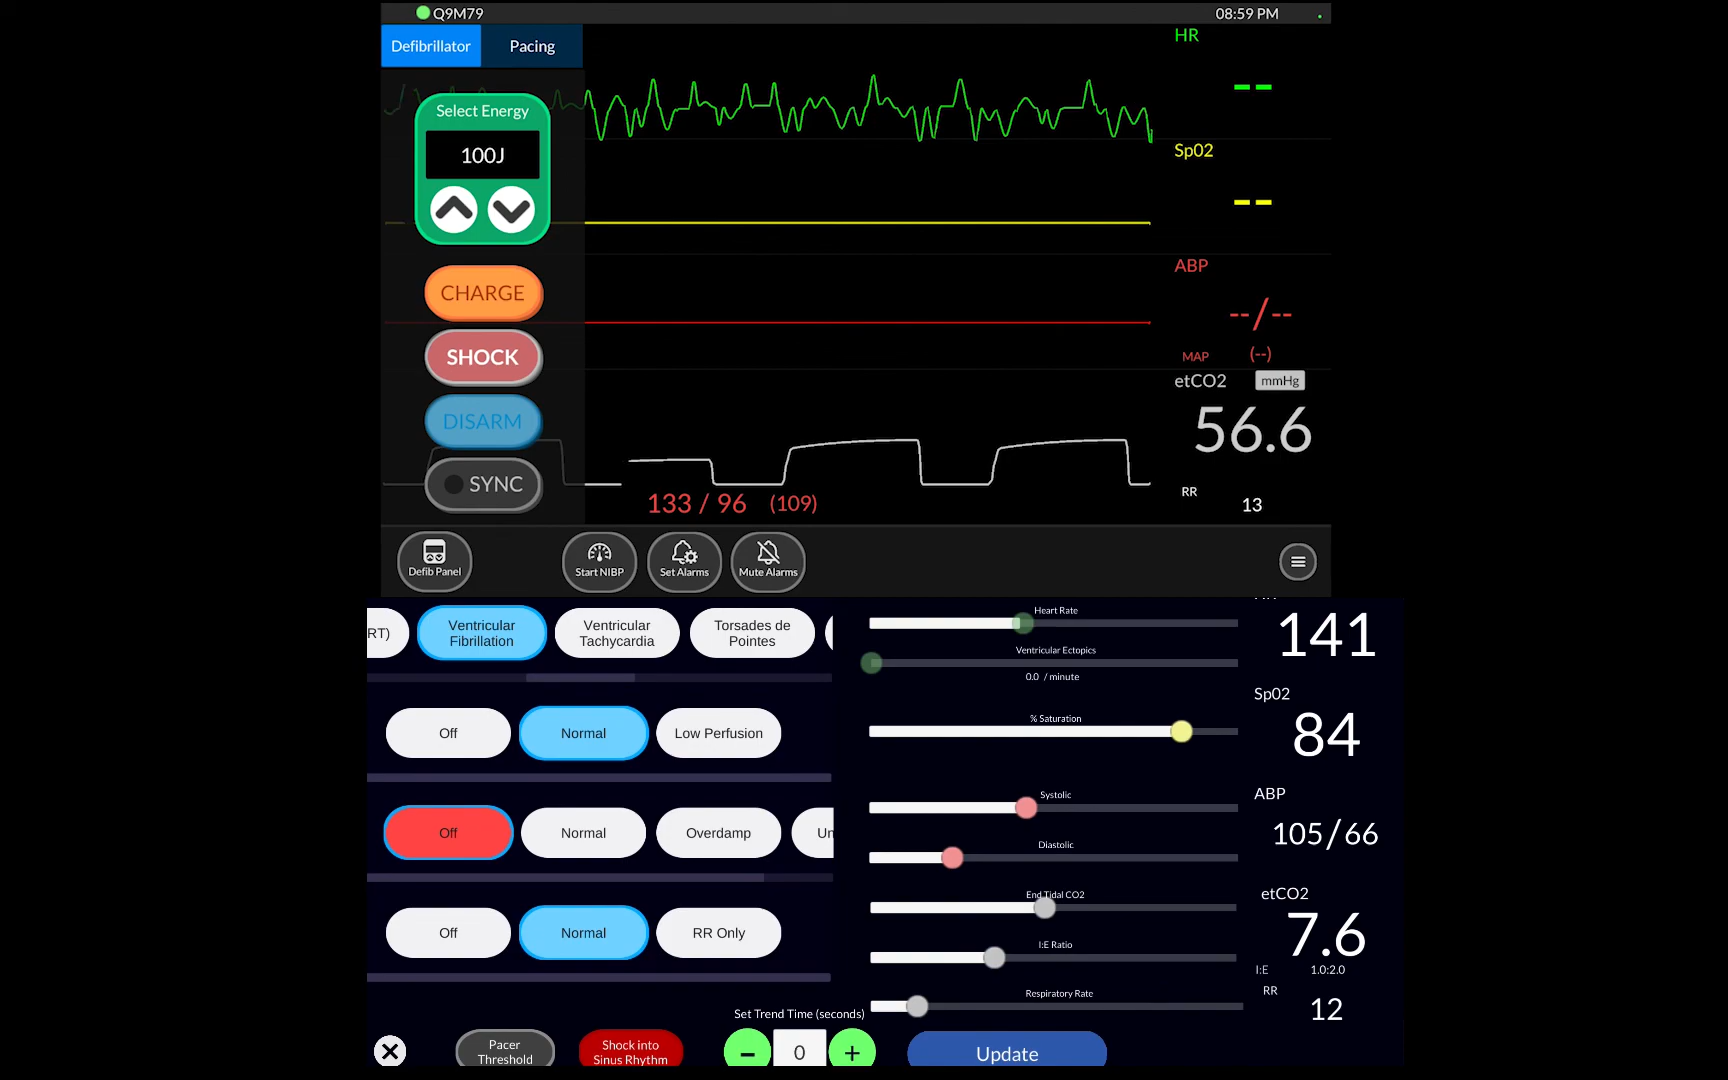 Q9M79
08:59 PM
Defibrillator
Pacing
HR
--
Select Energy
100J
Sp02
--
CHARGE
ABP
--/--
SHOCK
MAP
(--)
etCO2
mmHg
56.6
DISARM
SYNC
RR
13
133 / 96
(109)
Defib Panel
Start NIBP
Set Alarms
Mute Alarms
RT)
Ventricular
Fibrillation
Ventricular
Tachycardia
Torsades de
Pointes
Heart Rate
141
Ventricular Ectopics
0.0 / minute
Sp02
Off
Normal
Low Perfusion
% Saturation
84
ABP
Systolic
105/66
Off
Normal
Overdamp
Un
Diastolic
etCO2
End Tidal CO2
7.6
Off
Normal
RR Only
I:E Ratio
I:E
1.0:2.0
RR
Respiratory Rate
12
Set Trend Time (seconds)
Pacer
Threshold
Shock into
Sinus Rhythm
−
0
+
Update